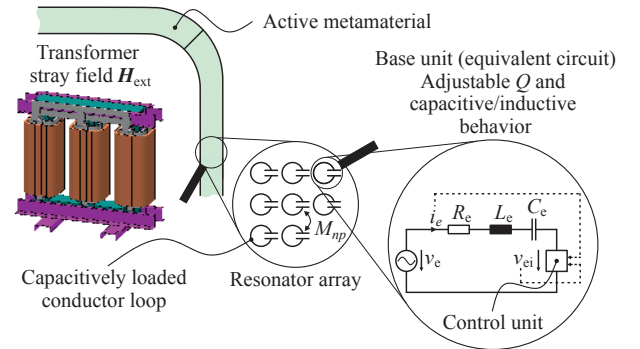 Active metamaterial
Transformer
stray field Hext
Base unit (equivalent circuit)
Adjustable Q and
capacitive/inductive
behavior
Mnp
ie
Re
Le
Ce
ve
vei
Capacitively loaded
conductor loop
Resonator array
Control unit